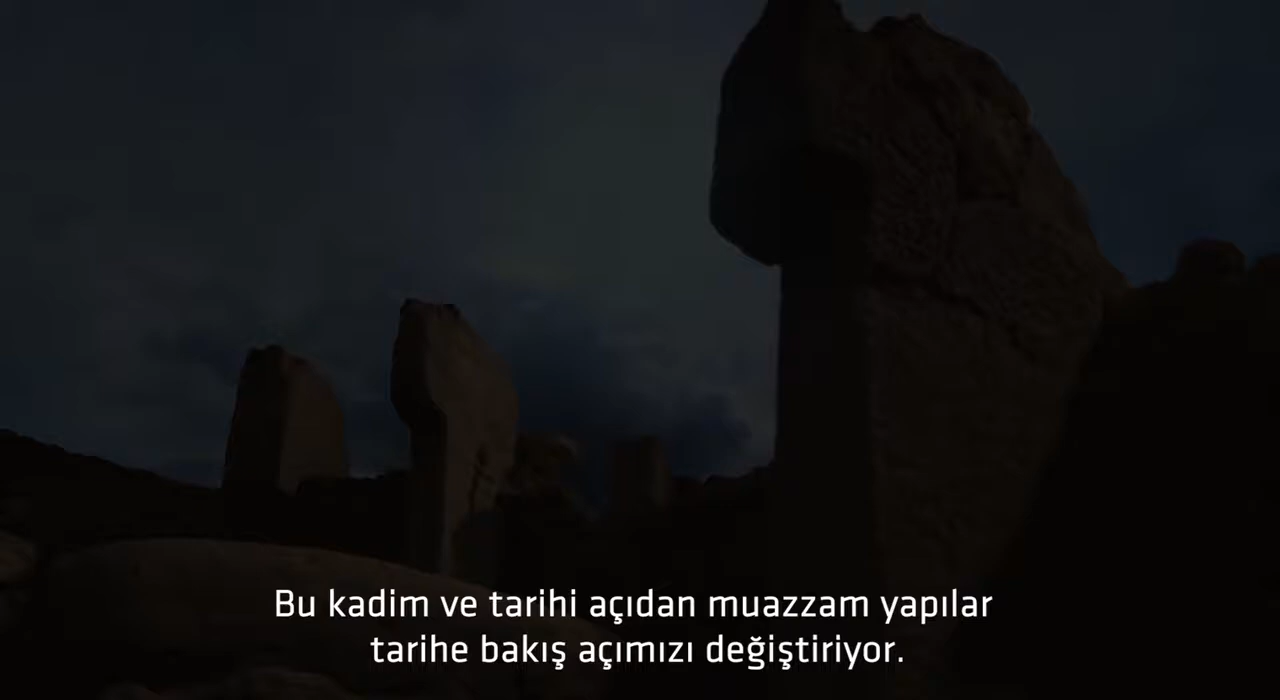 Bu kadim ve tarihi açıdan muazzam yapılar
tarihe bakış açımızı değiştiriyor.